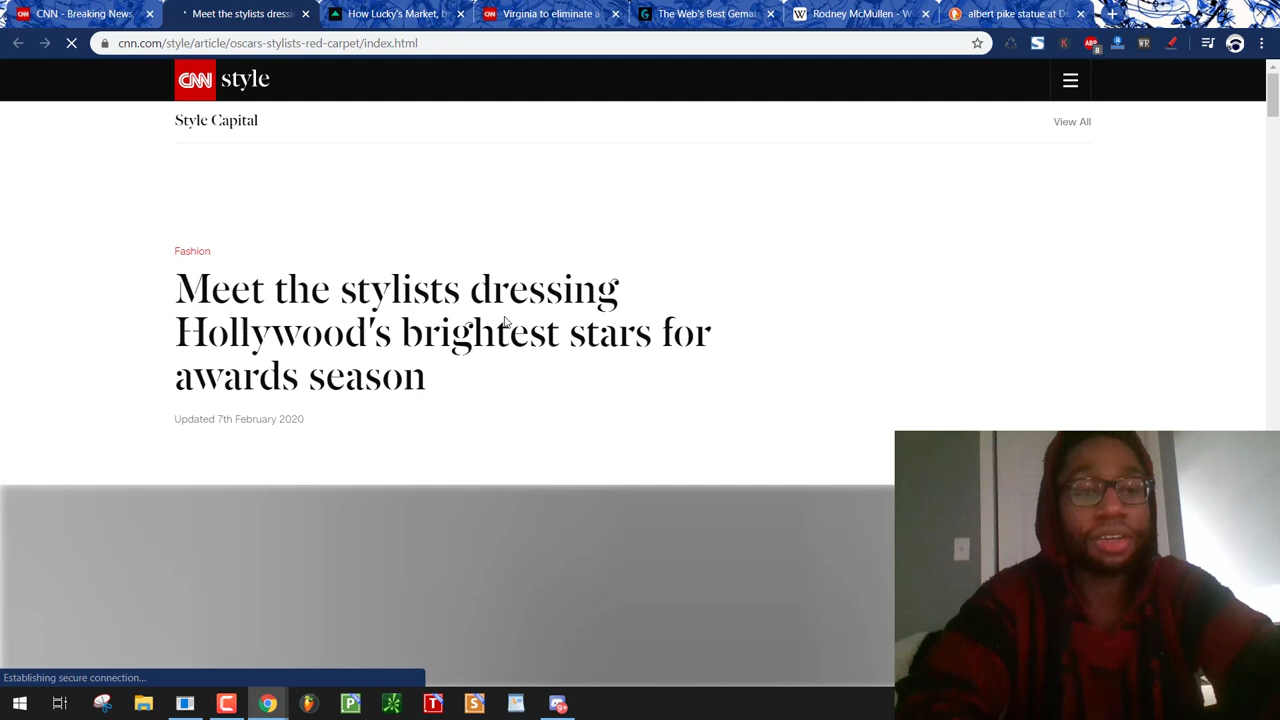 CNN - Breaking News,
Meet the stylists dressi
How Lucky's Market, b
Virginia to eliminate a
The Web's Best Gemat
Rodney McMullen - W
albert pike statue at D
cnn.com/style/article/oscars-stylists-red-carpet/index.html
CNN style
Style Capital
View All
Fashion
Meet the stylists dressing
Hollywood's brightest stars for
awards season
Updated 7th February 2020
Establishing secure connection...